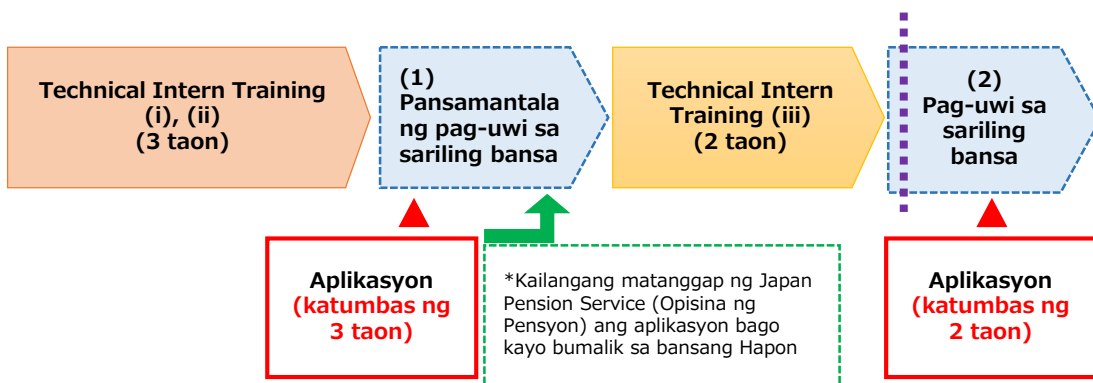 Technical Intern Training
(i), (ii)
(3 taon)
(1)
Pansamantala
ng pag-uwi sa
sariling bansa
Technical Intern
Training (iii)
(2 taon)
(2)
Pag-uwi sa
sariling
bansa
Aplikasyon
(katumbas ng
3 taon)
*Kailangang matanggap ng Japan
Pension Service (Opisina ng
Pensyon) ang aplikasyon bago
kayo bumalik sa bansang Hapon
Aplikasyon
(katumbas ng
2 taon)